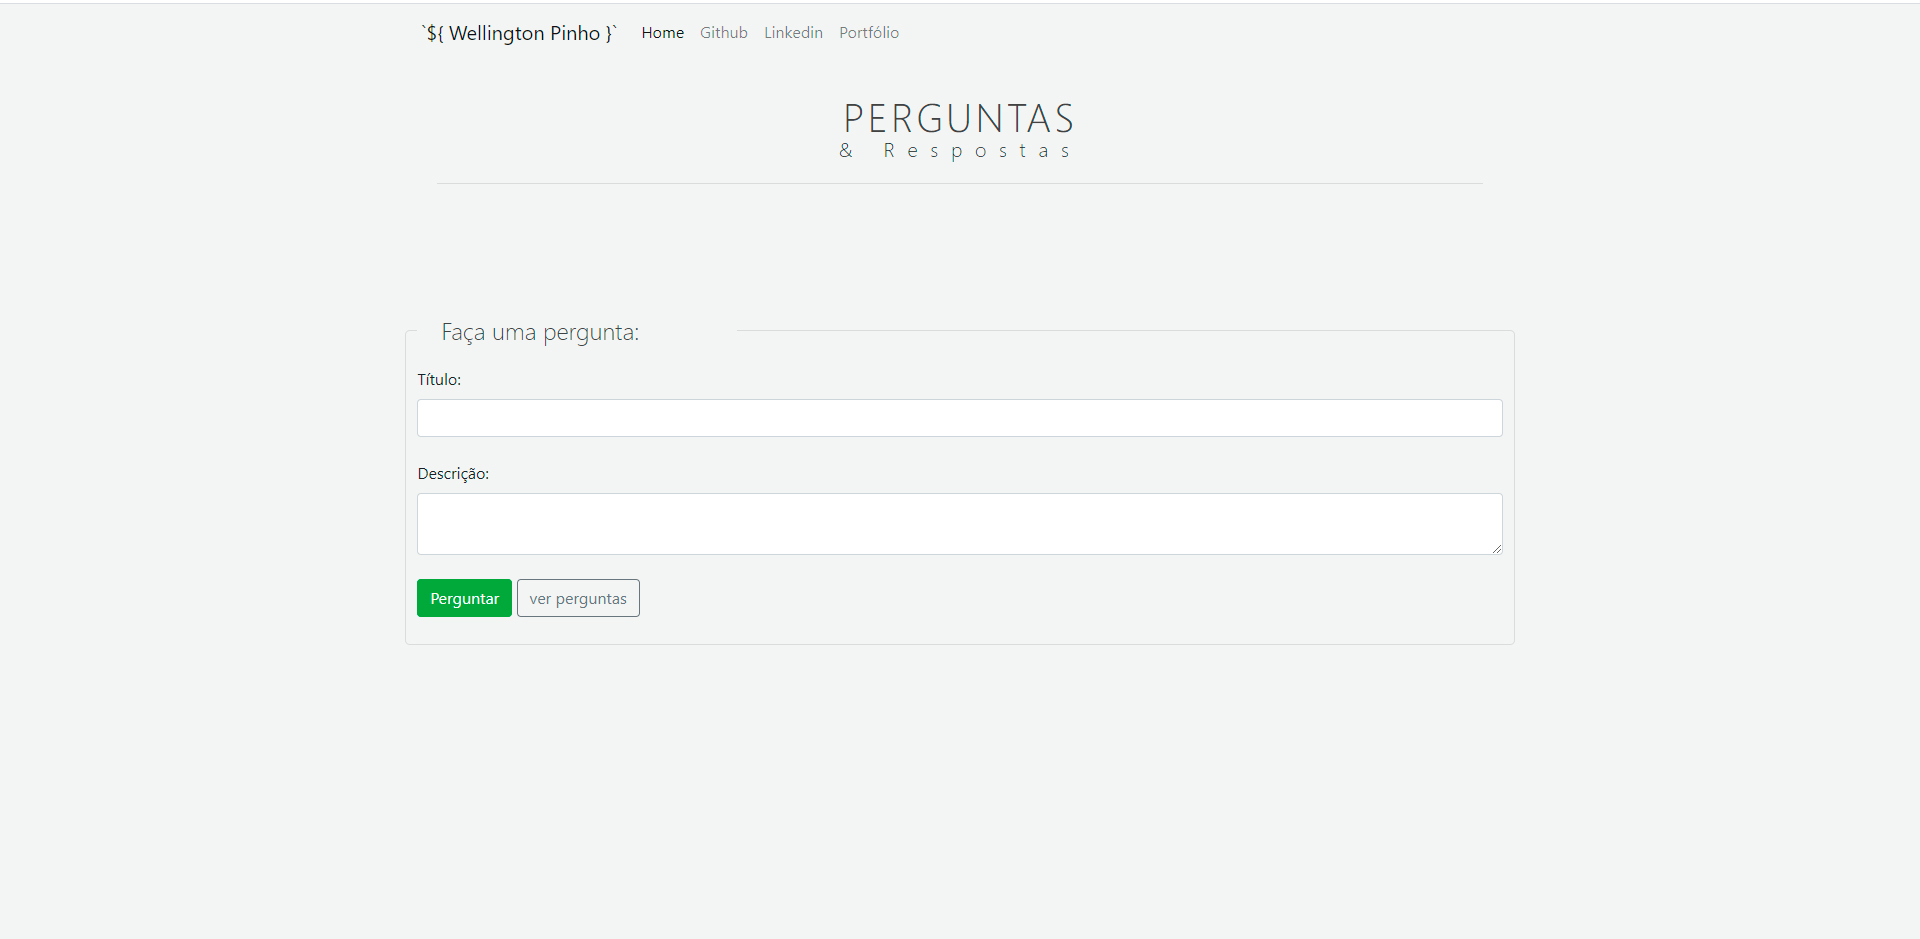 `${ Wellington Pinho }` Home Github Linkedin Portfólio
PERGUNTAS
& Respostas
Faça uma pergunta:
Título:
Descrição:
Perguntar ver perguntas